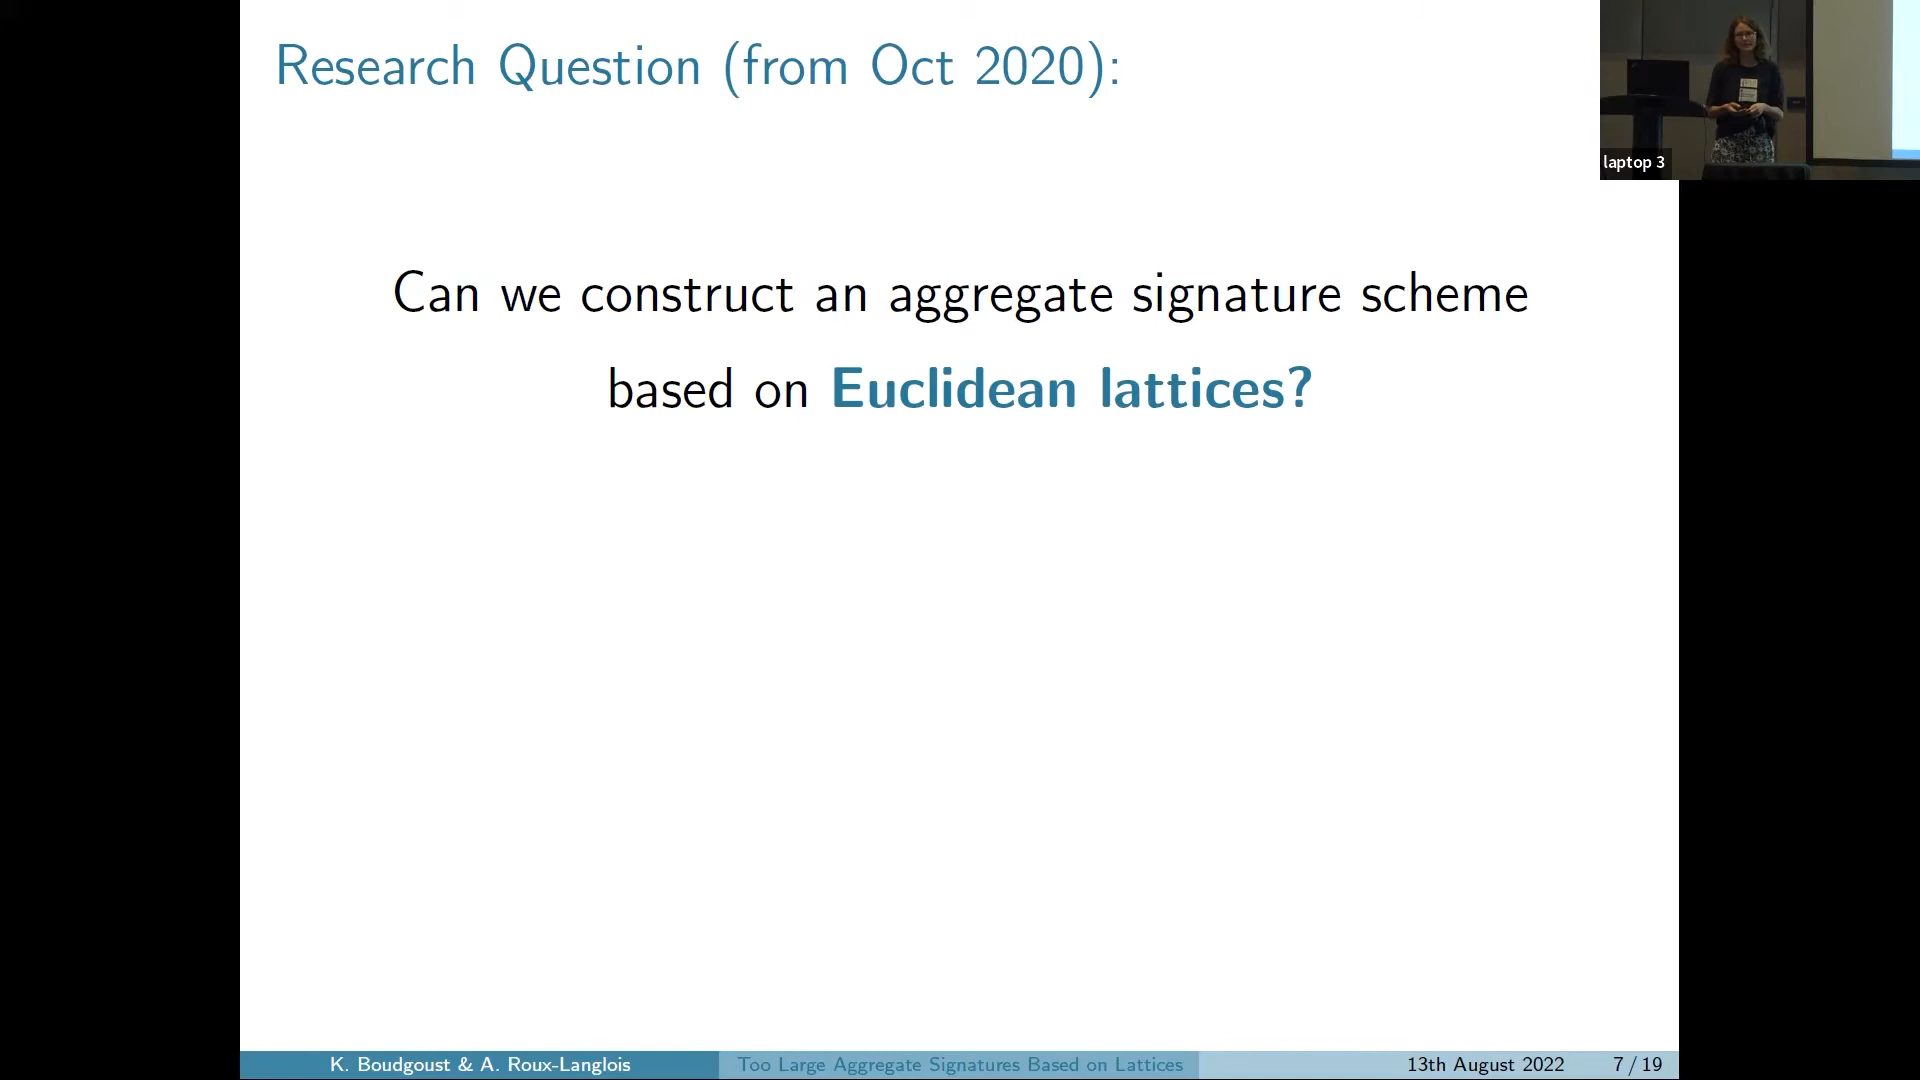 Research Question (from Oct 2020):
laptop 3
Can we construct an aggregate signature scheme
based on Euclidean lattices?
K. Boudgoust & A. Roux-Langlois
Too Large Aggregate Signatures Based on Lattices
13th August 2022
7 / 19